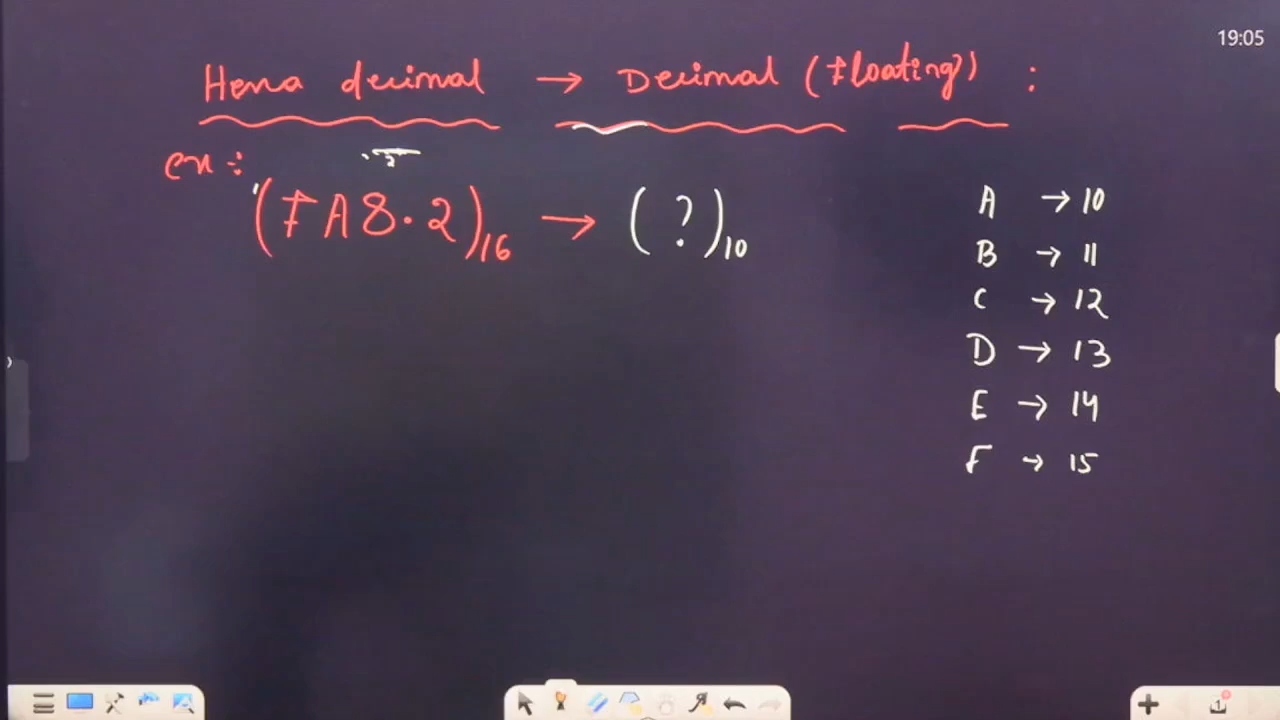 19:05
Hexa decimal → Decimal (Floating) :
ex :
(FA8.2)16 → (?)10
A → 10
B → 11
C → 12
D → 13
E → 14
F → 15